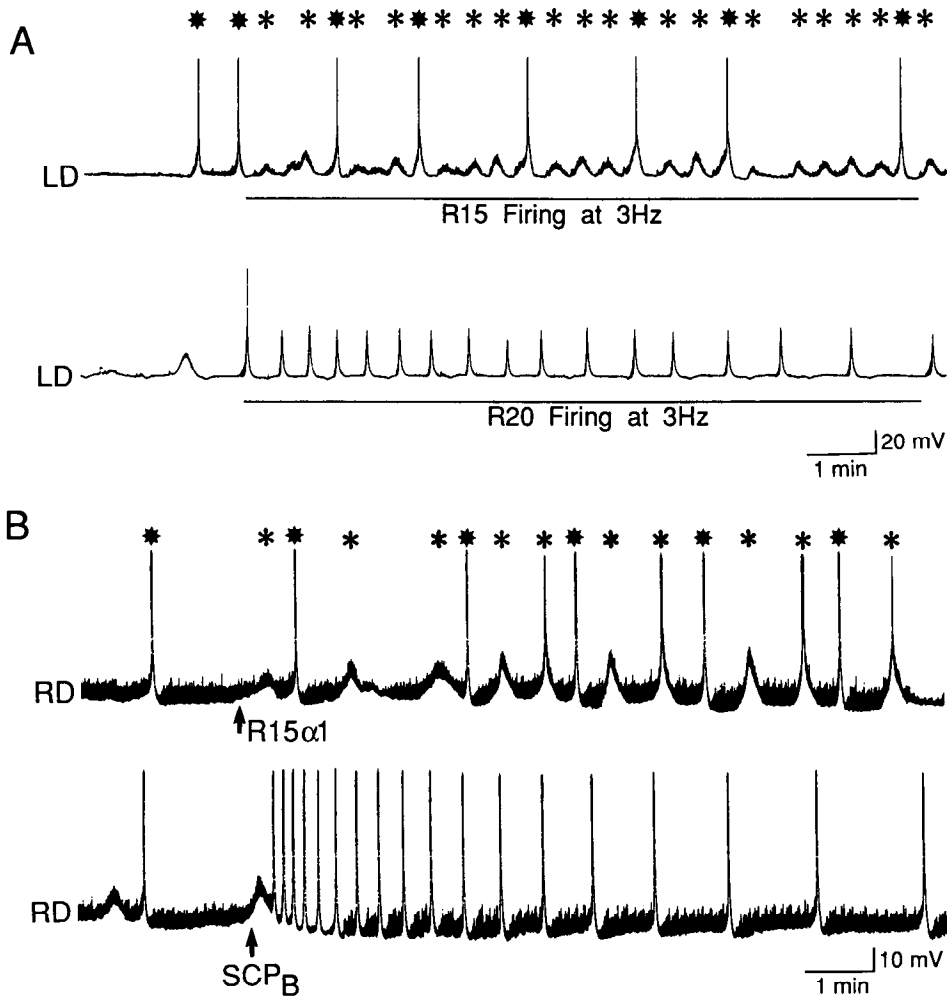 A
LD
R15 Firing at 3Hz
LD
R20 Firing at 3Hz
20 mV
1 min
B
RD
R15α1
RD
SCPB
10 mV
1 min